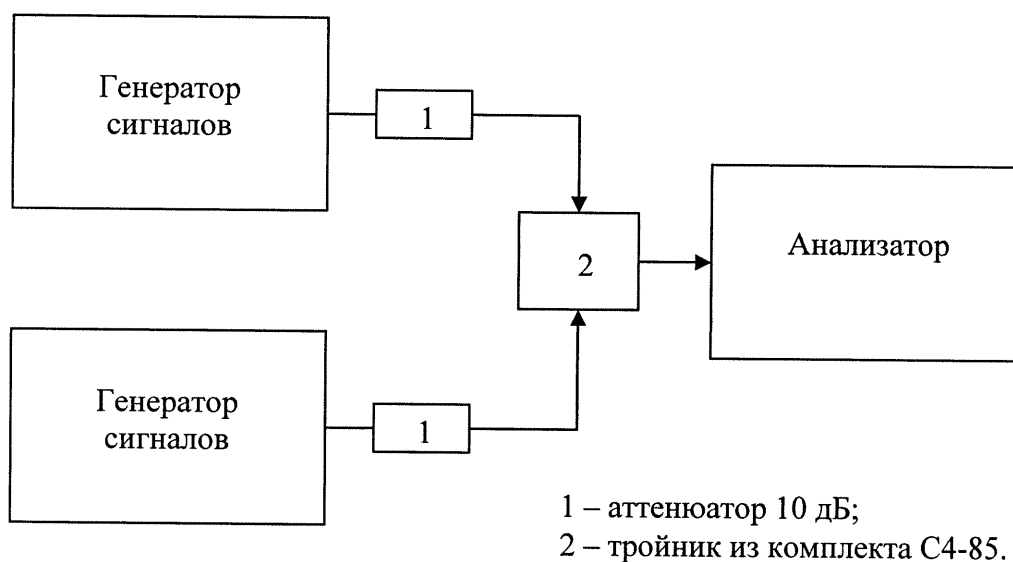 Генератор
сигналов
1
2
Анализатор
Генератор
сигналов
1
1 – аттенюатор 10 дБ;
2 – тройник из комплекта С4-85.